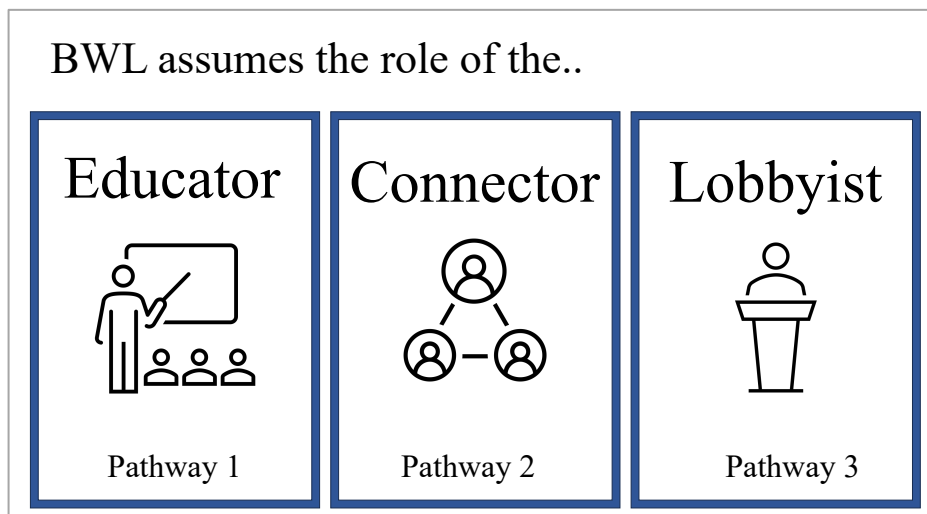 BWL assumes the role of the..
Educator
Connector
Lobbyist
Pathway 1
Pathway 2
Pathway 3